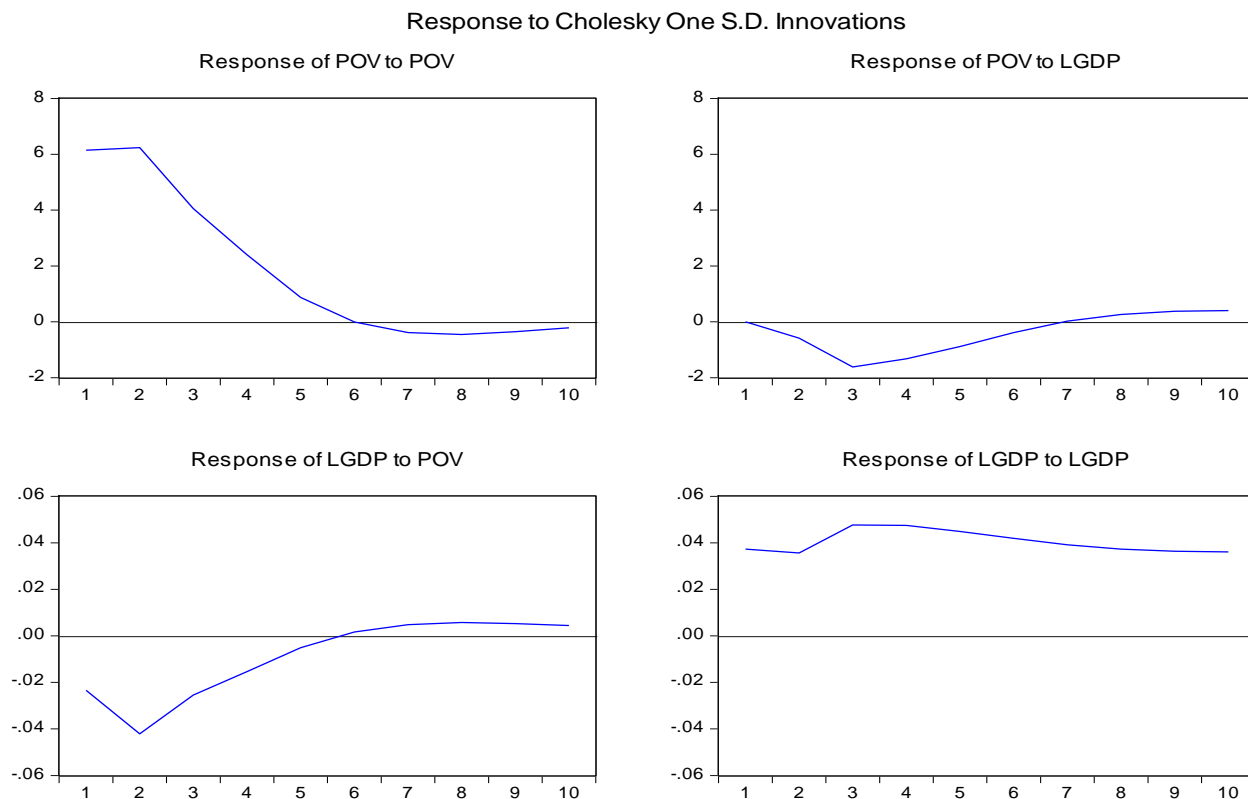 Response to Cholesky One S.D. Innovations
Response of POV to POV
8
6
4
2
0
-2
1 2 3 4 5 6 7 8 9 10
Response of POV to LGDP
8
6
4
2
0
-2
1 2 3 4 5 6 7 8 9 10
Response of LGDP to POV
.06
.04
.02
.00
-.02
-.04
-.06
1 2 3 4 5 6 7 8 9 10
Response of LGDP to LGDP
.06
.04
.02
.00
-.02
-.04
-.06
1 2 3 4 5 6 7 8 9 10